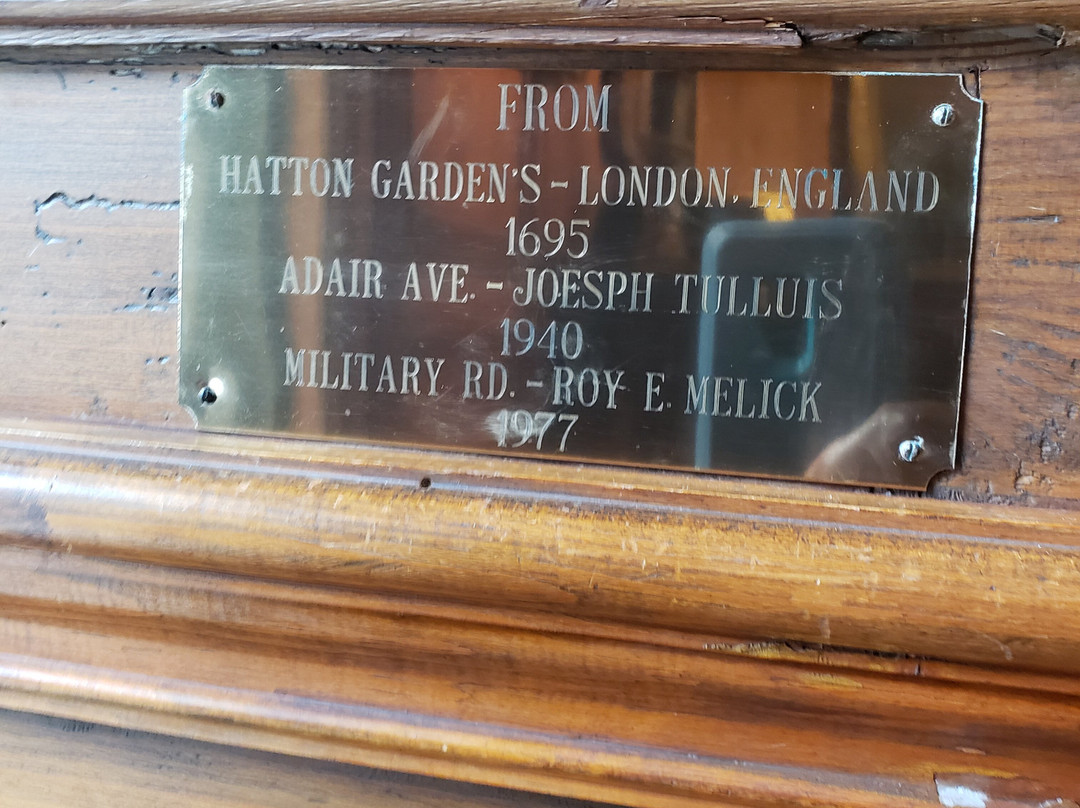 FROM
HATTON GARDEN'S - LONDON, ENGLAND
1695
ADAIR AVE. - JOESPH TULLUIS
1940
MILITARY RD. - ROY E. MELICK
1977